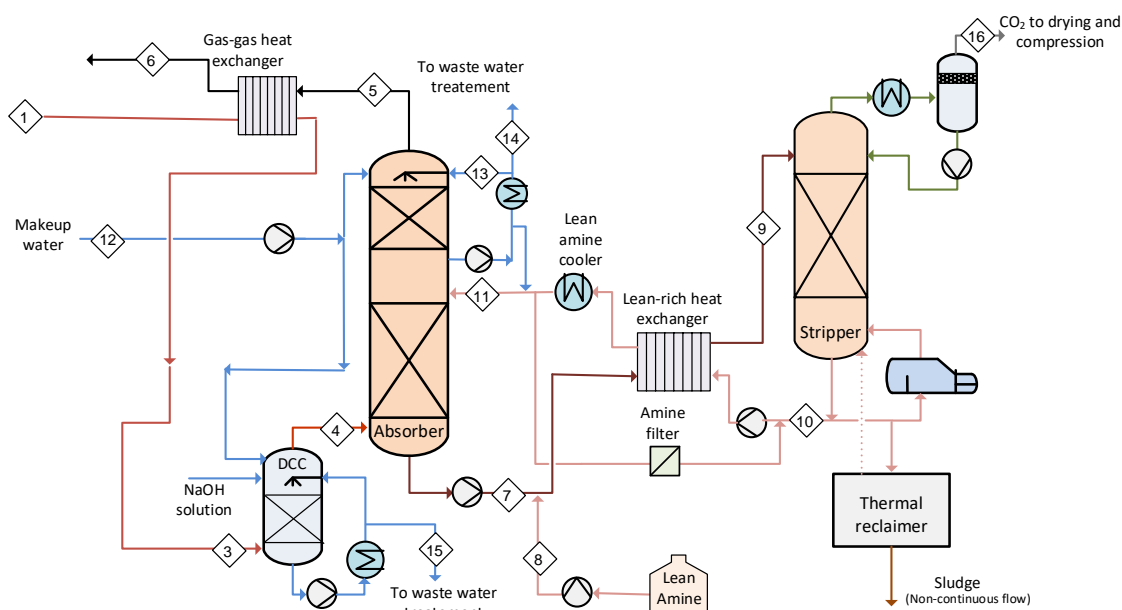 CO₂ to drying and
compression
16
Gas-gas heat
exchanger
6
5
1
To waste water
treatement
14
13
Makeup
water
12
Lean
amine
cooler
9
11
Lean-rich heat
exchanger
Stripper
Amine
filter
10
Absorber
4
DCC
NaOH
solution
7
Thermal
reclaimer
3
15
8
To waste water
Lean
Amine
Sludge
(Non-continuous flow)